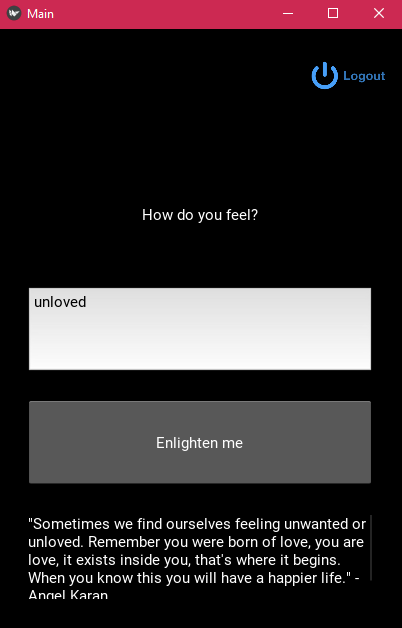 Main
Logout
How do you feel?
unloved
Enlighten me
"Sometimes we find ourselves feeling unwanted or
unloved. Remember you were born of love, you are
love, it exists inside you, that's where it begins.
When you know this you will have a happier life." -
Angel Karan